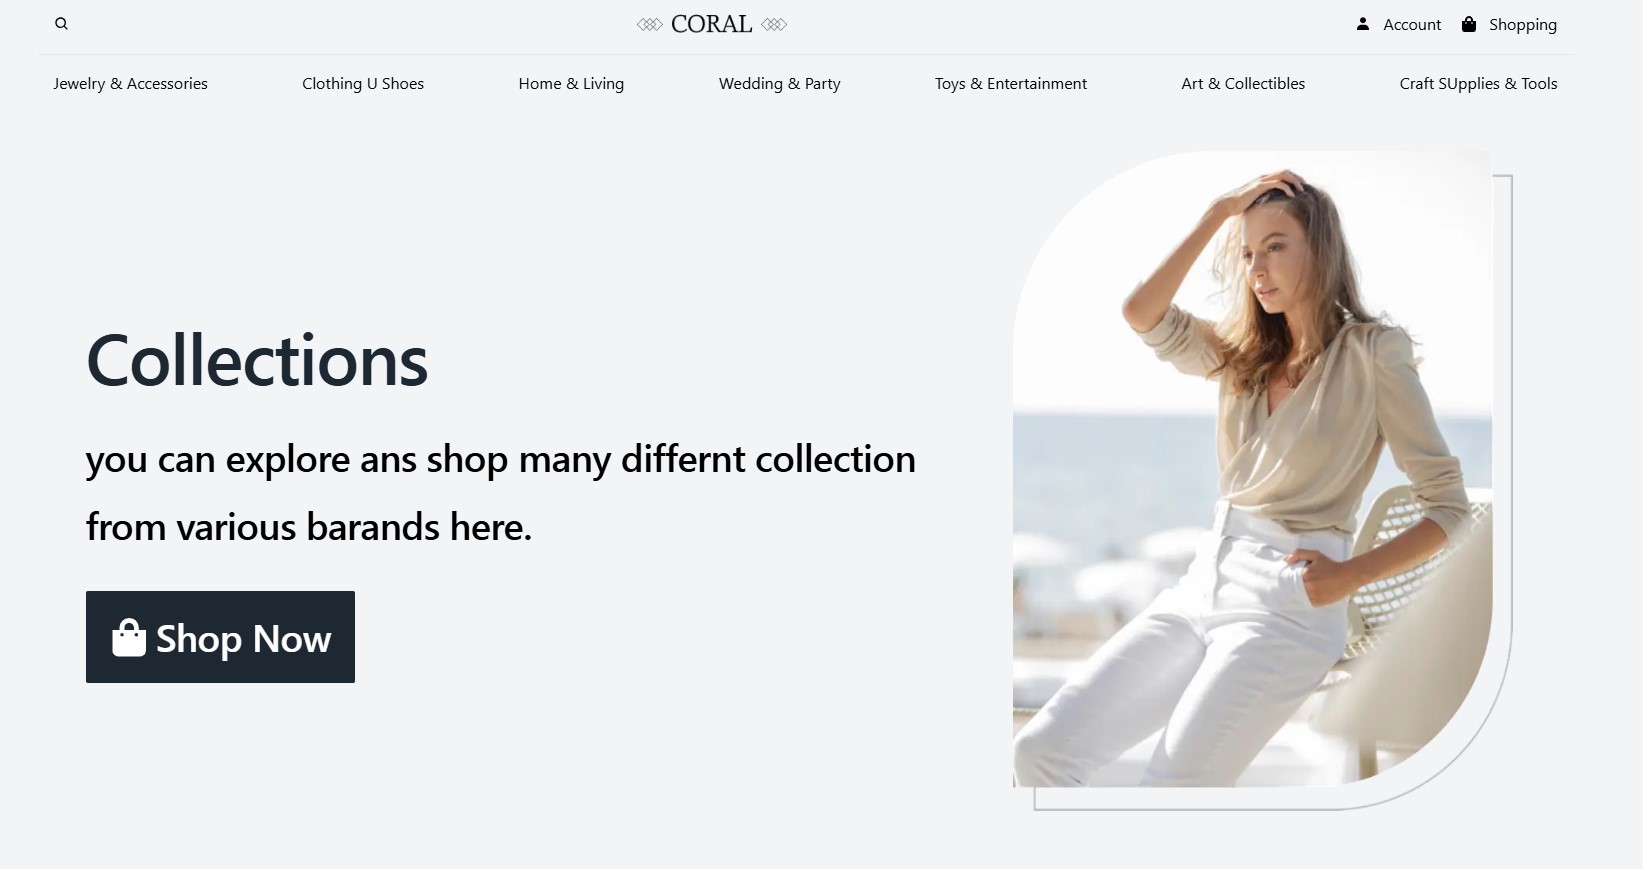 CORAL
Account
Shopping
Jewelry & Accessories
Clothing U Shoes
Home & Living
Wedding & Party
Toys & Entertainment
Art & Collectibles
Craft SUpplies & Tools
Collections
you can explore ans shop many differnt collection
from various barands here.
Shop Now